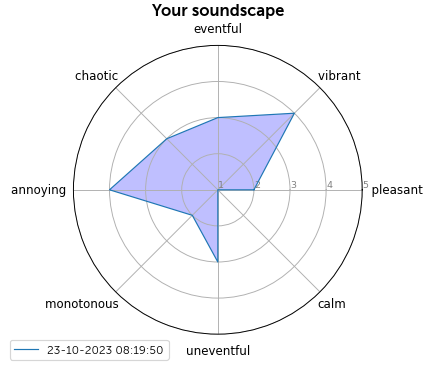 Your soundscape
eventful
chaotic
vibrant
annoying
1 2 3 4 5
pleasant
monotonous
calm
uneventful
23-10-2023 08:19:50